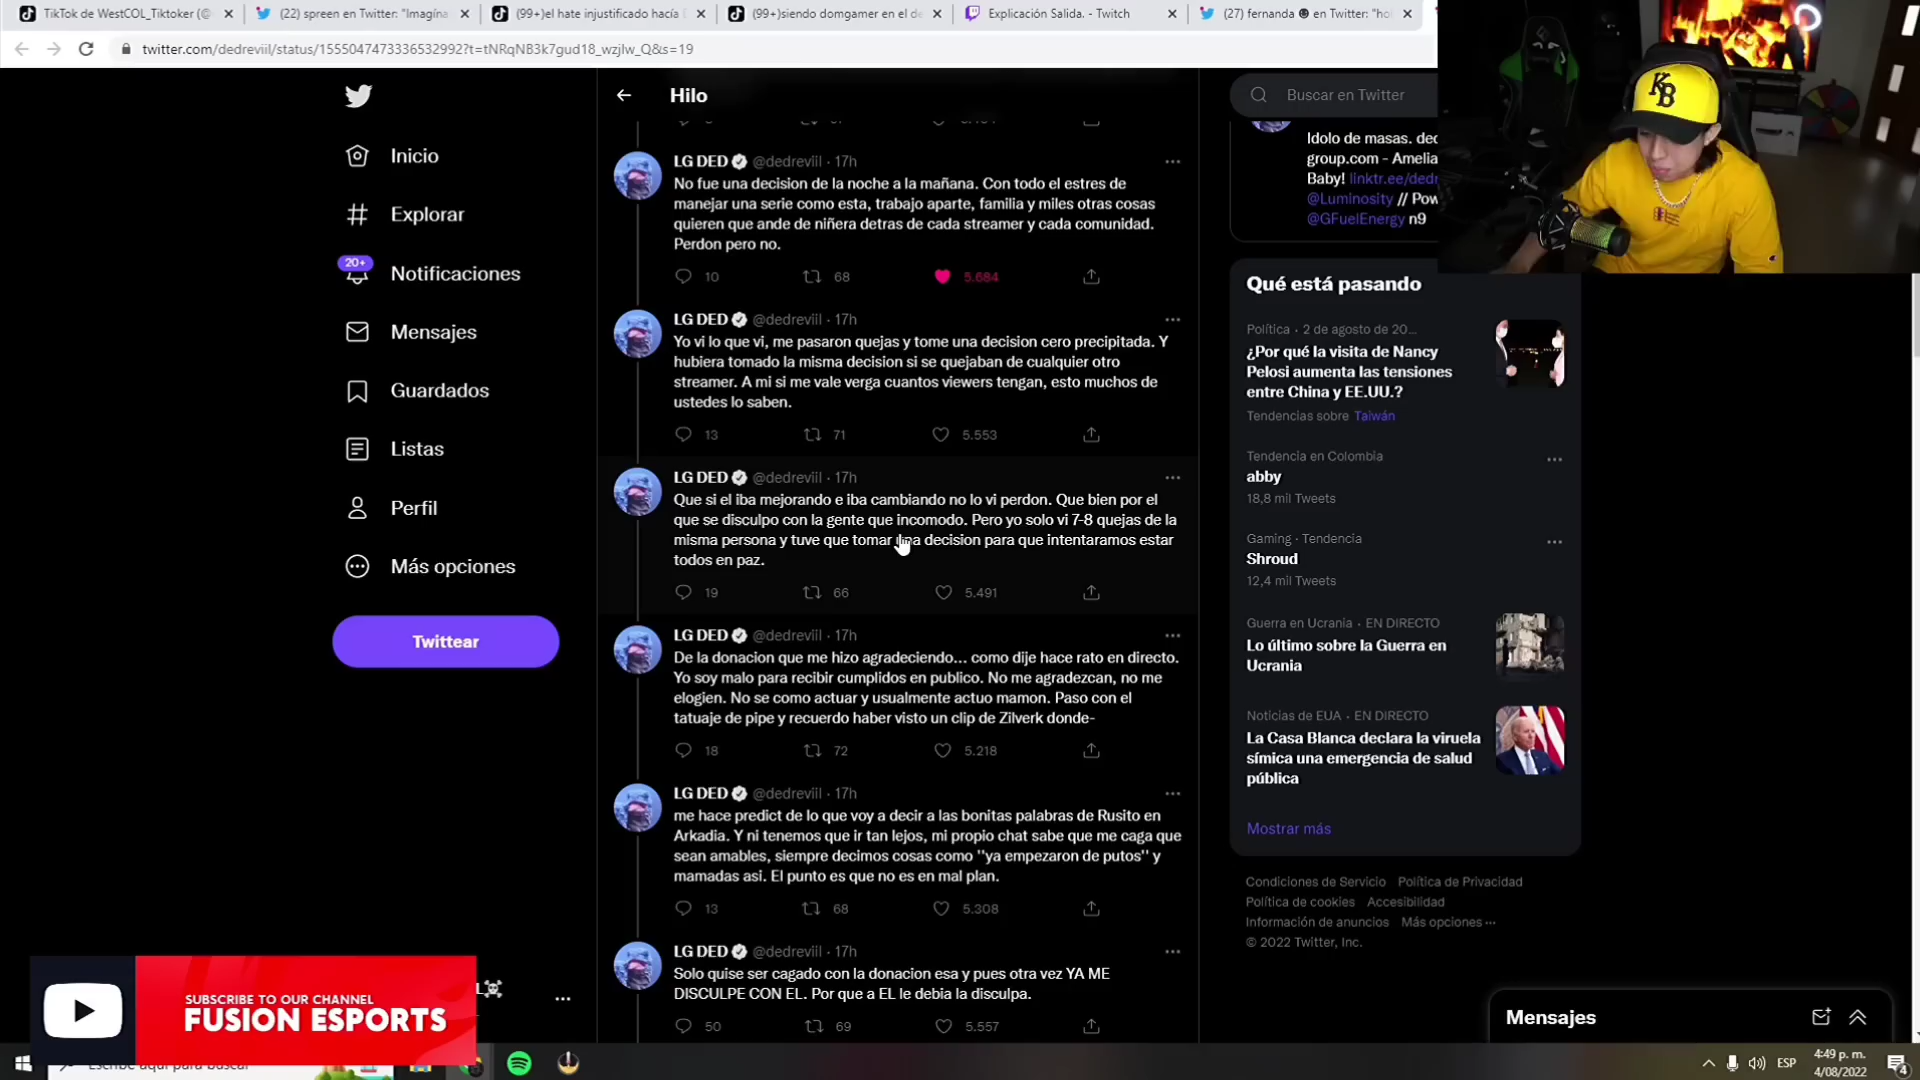 TikTok de WestCOL_Tiktoker (@
(22) spreen en Twitter: "Imagína
(99+)el hate injustificado hacía
(99+)siendo domgamer en el de
Explicación Salida. - Twitch
(27) fernanda ☻ en Twitter: "ho
twitter.com/dedreviil/status/1555047473336532992?t=tNRqNB3k7gud18_wzjlw_Q&s=19
Hilo
Buscar en Twitter
Inicio
Explorar
20+
Notificaciones
Mensajes
Guardados
Listas
Perfil
Más opciones
Twittear
LG DED @dedreviil · 17h
No fue una decision de la noche a la mañana. Con todo el estres de
manejar una serie como esta, trabajo aparte, familia y miles otras cosas
quieren que ande de niñera detras de cada streamer y cada comunidad.
Perdon pero no.
10 68 5.684
LG DED @dedreviil · 17h
Yo vi lo que vi, me pasaron quejas y tome una decision cero precipitada. Y
hubiera tomado la misma decision si se quejaban de cualquier otro
streamer. A mi si me vale verga cuantos viewers tengan, esto muchos de
ustedes lo saben.
13 71 5.553
LG DED @dedreviil · 17h
Que si el iba mejorando e iba cambiando no lo vi perdon. Que bien por el
que se disculpo con la gente que incomodo. Pero yo solo vi 7-8 quejas de la
misma persona y tuve que tomar una decision para que intentaramos estar
todos en paz.
19 66 5.491
LG DED @dedreviil · 17h
De la donacion que me hizo agradeciendo... como dije hace rato en directo.
Yo soy malo para recibir cumplidos en publico. No me agradezcan, no me
elogien. No se como actuar y usualmente actuo mamon. Paso con el
tatuaje de pipe y recuerdo haber visto un clip de Zilverk donde-
18 72 5.218
LG DED @dedreviil · 17h
me hace predict de lo que voy a decir a las bonitas palabras de Rusito en
Arkadia. Y ni tenemos que ir tan lejos, mi propio chat sabe que me caga que
sean amables, siempre decimos cosas como ''ya empezaron de putos'' y
mamadas asi. El punto es que no es en mal plan.
13 68 5.308
LG DED @dedreviil · 17h
Solo quise ser cagado con la donacion esa y pues otra vez YA ME
DISCULPE CON EL. Por que a EL le debia la disculpa.
50 69 5.557
Idolo de masas. dec
group.com - Amelia
Baby! linktr.ee/dedr
@Luminosity // Pow
@GFuelEnergy n9
KB
Qué está pasando
Política · 2 de agosto de 20...
¿Por qué la visita de Nancy
Pelosi aumenta las tensiones
entre China y EE.UU.?
Tendencias sobre Taiwán
Tendencia en Colombia
abby
18,8 mil Tweets
Gaming · Tendencia
Shroud
12,4 mil Tweets
Guerra en Ucrania · EN DIRECTO
Lo último sobre la Guerra en
Ucrania
Noticias de EUA · EN DIRECTO
La Casa Blanca declara la viruela
símica una emergencia de salud
pública
Mostrar más
Condiciones de Servicio Política de Privacidad
Política de cookies Accesibilidad
Información de anuncios Más opciones ···
© 2022 Twitter, Inc.
Mensajes
SUBSCRIBE TO OUR CHANNEL
FUSION ESPORTS
Escribe aquí para buscar
ESP
4:49 p. m.
4/08/2022
4